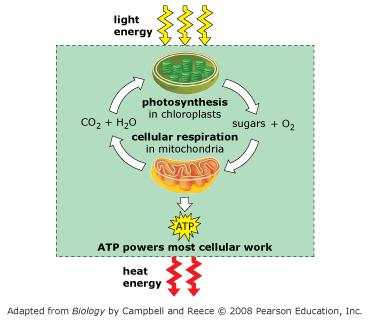 light
energy
photosynthesis
in chloroplasts
CO₂ + H₂O
sugars + O₂
cellular respiration
in mitochondria
ATP
ATP powers most cellular work
heat
energy
Adapted from Biology by Campbell and Reece © 2008 Pearson Education, Inc.